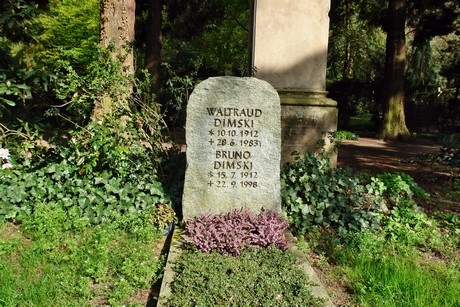 WALTRAUD
DIMSKI
* 10.10.1912
+ 28.6.1983
BRUNO
DIMSKI
* 15.7.1912
+ 22.9.1998